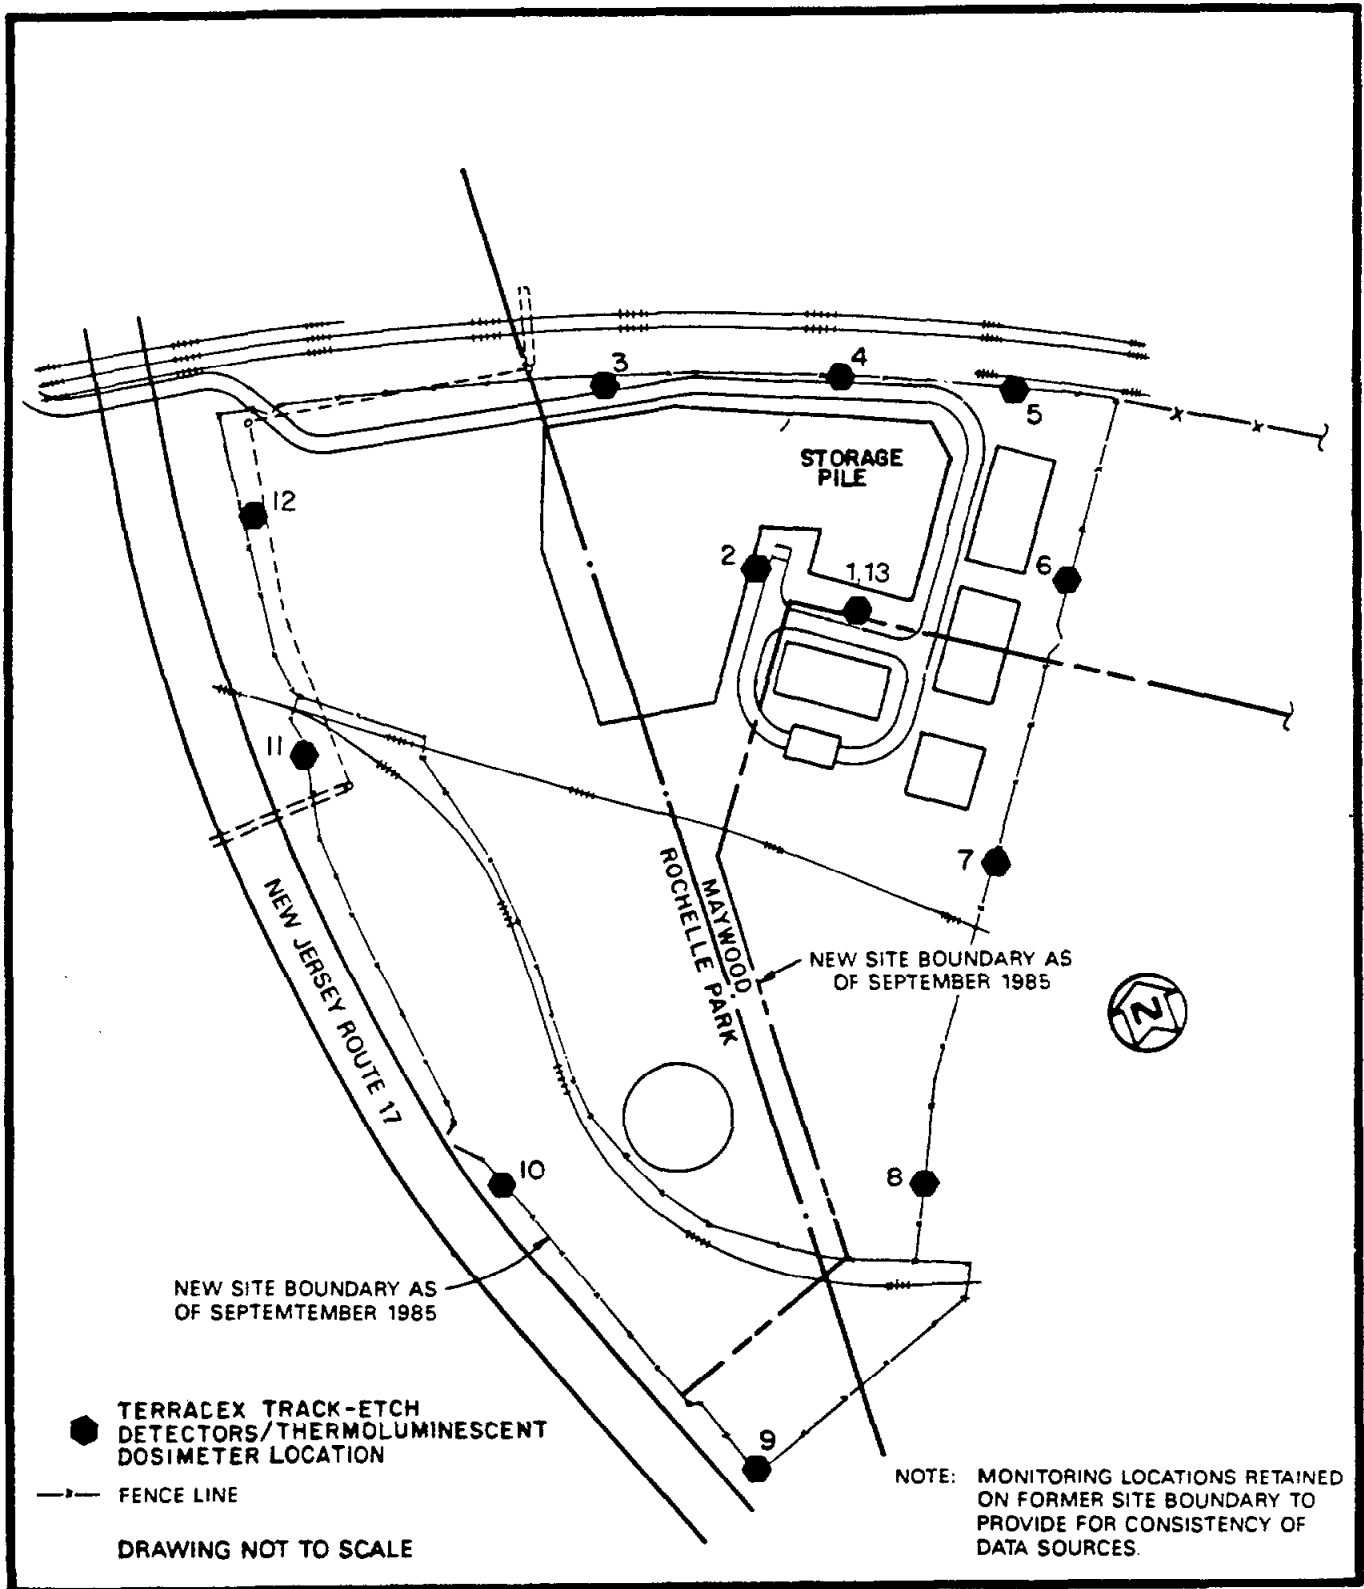 3
4
5
STORAGE
PILE
12
2
1,13
6
11
7
MAYWOOD
ROCHELLE PARK
NEW SITE BOUNDARY AS
OF SEPTEMBER 1985
NEW JERSEY ROUTE 17
N
10
8
NEW SITE BOUNDARY AS
OF SEPTEMTEMBER 1985
TERRADEX TRACK-ETCH
DETECTORS/THERMOLUMINESCENT
DOSIMETER LOCATION
FENCE LINE
DRAWING NOT TO SCALE
9
NOTE: MONITORING LOCATIONS RETAINED
ON FORMER SITE BOUNDARY TO
PROVIDE FOR CONSISTENCY OF
DATA SOURCES.